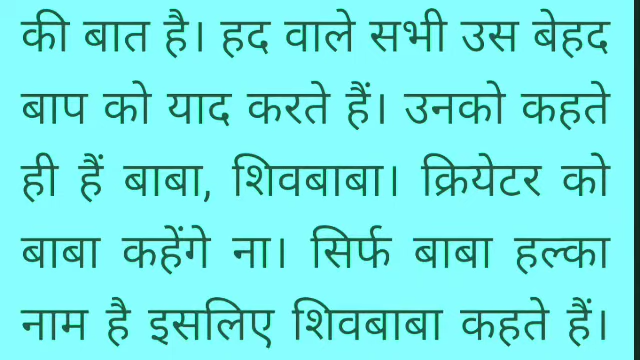 की बात है। हद वाले सभी उस बेहद
बाप को याद करते हैं। उनको कहते
ही हैं बाबा, शिवबाबा। क्रियेटर को
बाबा कहेंगे ना। सिर्फ बाबा हल्का
नाम है इसलिए शिवबाबा कहते हैं।